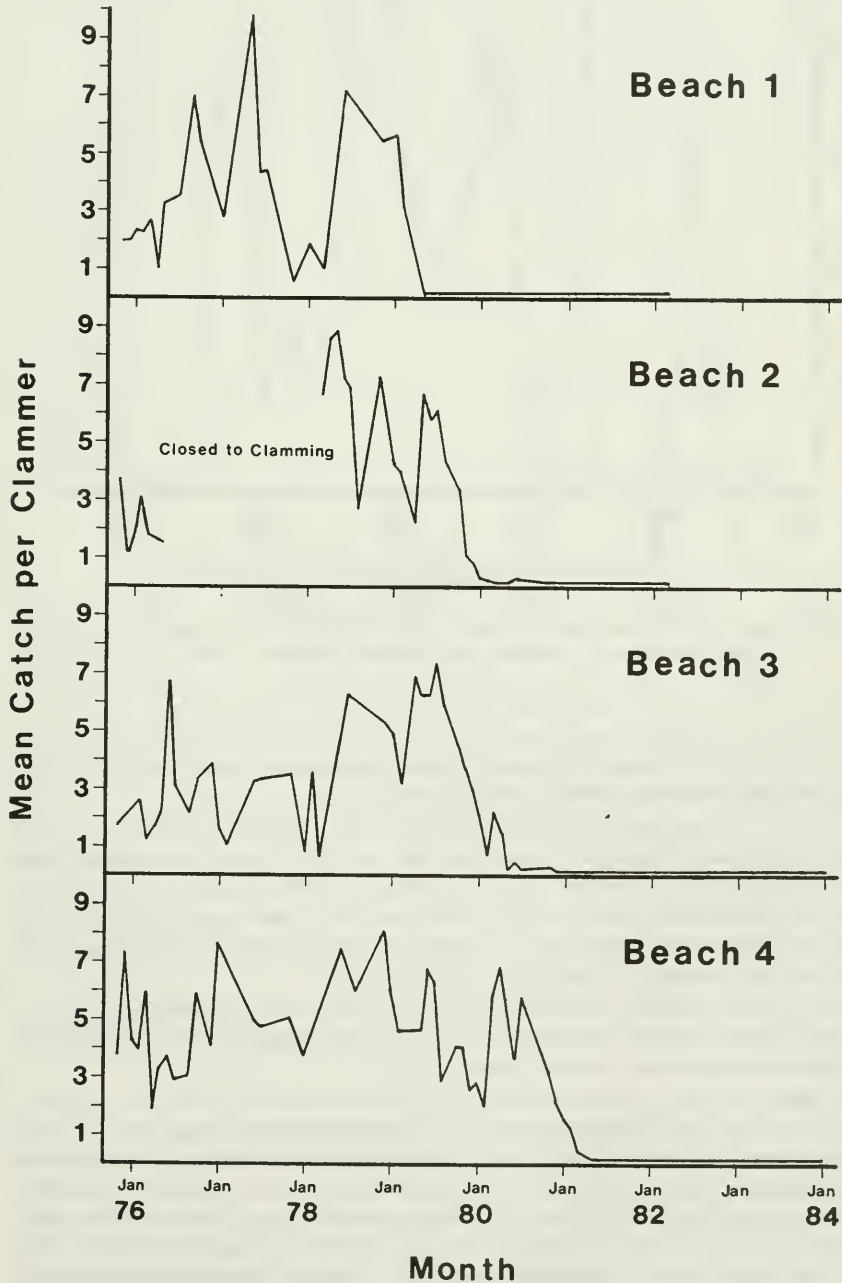 Mean Catch per Clammer
9
7
5
3
1
Beach 1
9
7
5
3
1
Beach 2
Closed to Clamming
9
7
5
3
1
Beach 3
9
7
5
3
1
Beach 4
Jan Jan Jan Jan Jan Jan Jan Jan Jan
76 78 80 82 84
Month